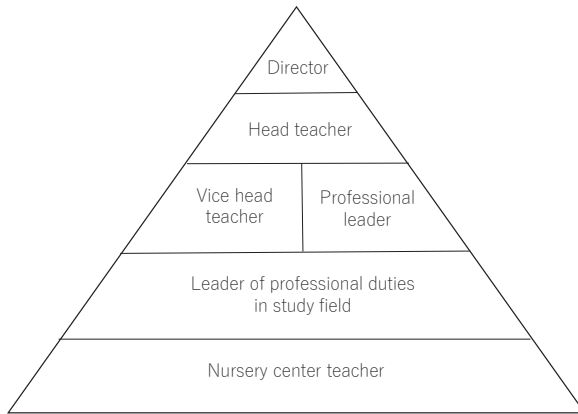 Director
Head teacher
Vice head
teacher
Professional
leader
Leader of professional duties
in study field
Nursery center teacher